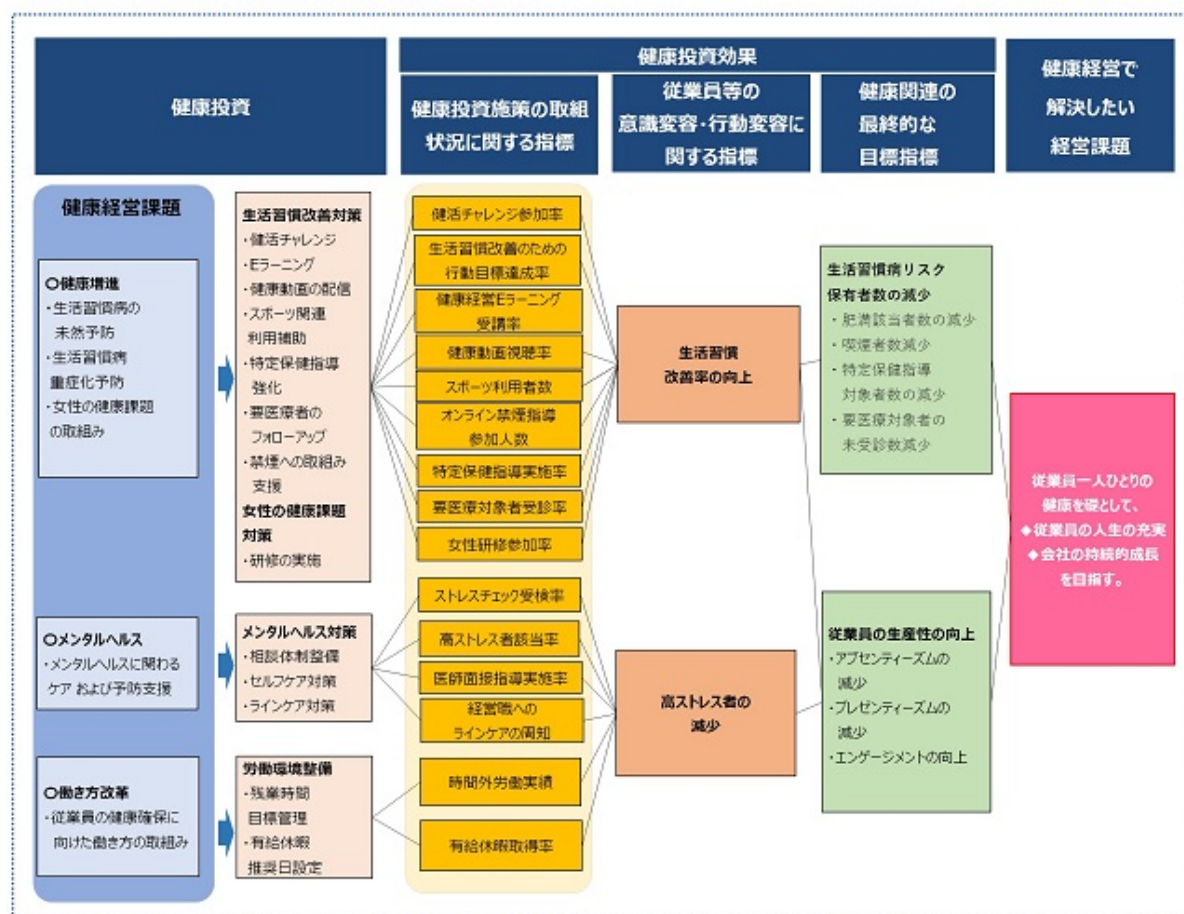 健康投資
健康投資効果
健康投資施策の取組
状況に関する指標
従業員等の
意識変容・行動変容に
関する指標
健康関連の
最終的な
目標指標
健康経営で
解決したい
経営課題
健康経営課題
○健康増進
・生活習慣病の
未然予防
・生活習慣病
重症化予防
・女性の健康課題
の取組み
○メンタルヘルス
・メンタルヘルスに関わる
ケア および予防支援
○働き方改革
・従業員の健康確保に
向けた働き方の取組み
生活習慣改善対策
・健活チャレンジ
・Eラーニング
・健康動画の配信
・スポーツ関連
利用補助
・特定保健指導
強化
・要医療者の
フォローアップ
・禁煙への取組み
支援
女性の健康課題
対策
・研修の実施
メンタルヘルス対策
・相談体制整備
・セルフケア対策
・ラインケア対策
労働環境整備
・残業時間
目標管理
・有給休暇
推奨日設定
健活チャレンジ参加率
生活習慣改善のための
行動目標達成率
健康経営Eラーニング
受講率
健康動画視聴率
スポーツ利用者数
オンライン禁煙指導
参加人数
特定保健指導実施率
要医療対象者受診率
女性研修参加率
ストレスチェック受検率
高ストレス者該当率
医師面接指導実施率
経営職への
ラインケアの周知
時間外労働実績
有給休暇取得率
生活習慣
改善率の向上
高ストレス者の
減少
生活習慣病リスク
保有者数の減少
・肥満該当者数の減少
・喫煙者数減少
・特定保健指導
対象者数の減少
・要医療対象者の
未受診数減少
従業員の生産性の向上
・アブセンティーズムの
減少
・プレゼンティーズムの
減少
・エンゲージメントの向上
従業員一人ひとりの
健康を礎として、
◆従業員の人生の充実
◆会社の持続的成長
を目指す。